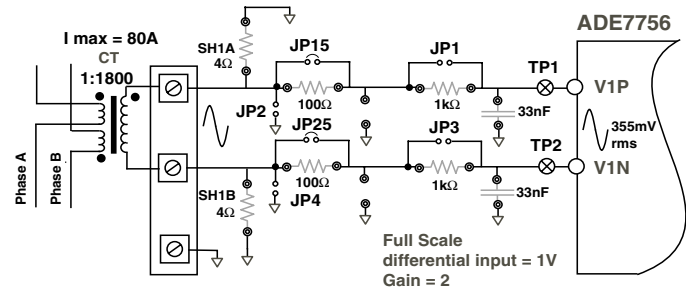 I max = 80A
CT
1:1800
Phase A
Phase B
SH1A
4Ω
JP15
100Ω
JP2
JP1
1kΩ
33nF
TP1
ADE7756
V1P
355mV
rms
JP25
100Ω
JP4
SH1B
4Ω
JP3
1kΩ
33nF
TP2
V1N
Full Scale
differential input = 1V
Gain = 2